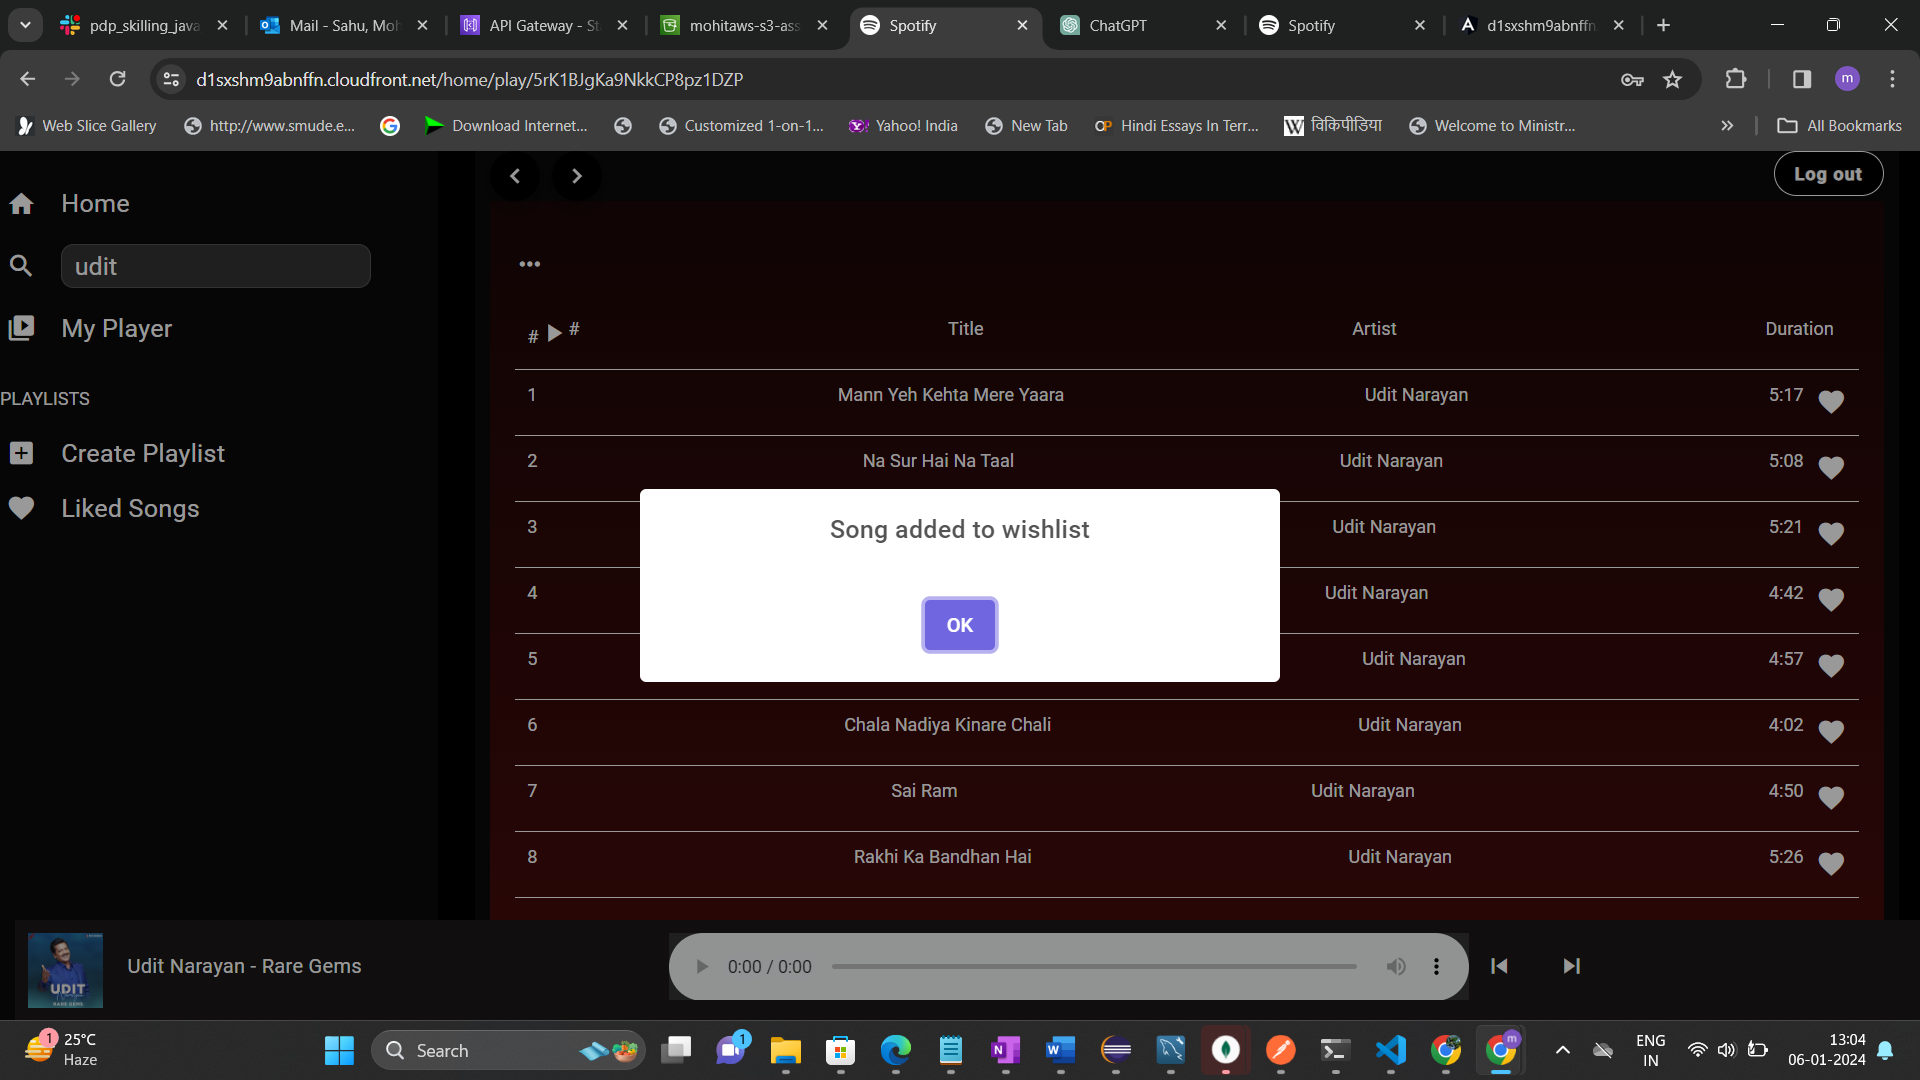 pdp_skilling_java
Mail - Sahu, Moh
API Gateway - St
mohitaws-s3-ass
Spotify
ChatGPT
Spotify
d1sxshm9abnffn
d1sxshm9abnffn.cloudfront.net/home/play/5rK1BJgKa9NkkCP8pz1DZP
m
Web Slice Gallery
http://www.smude.e...
Download Internet...
Customized 1-on-1...
Yahoo! India
New Tab
OP Hindi Essays In Terr...
W विकिपीडिया
Welcome to Ministr...
All Bookmarks
Home
udit
My Player
PLAYLISTS
Create Playlist
Liked Songs
Log out
•••
# # Title Artist Duration
1 Mann Yeh Kehta Mere Yaara Udit Narayan 5:17
2 Na Sur Hai Na Taal Udit Narayan 5:08
3 Udit Narayan 5:21
4 Udit Narayan 4:42
5 Udit Narayan 4:57
6 Chala Nadiya Kinare Chali Udit Narayan 4:02
7 Sai Ram Udit Narayan 4:50
8 Rakhi Ka Bandhan Hai Udit Narayan 5:26
Song added to wishlist
OK
UDIT
Udit Narayan - Rare Gems
0:00 / 0:00
1
25°C
Haze
Search
1
m
ENG
IN
13:04
06-01-2024